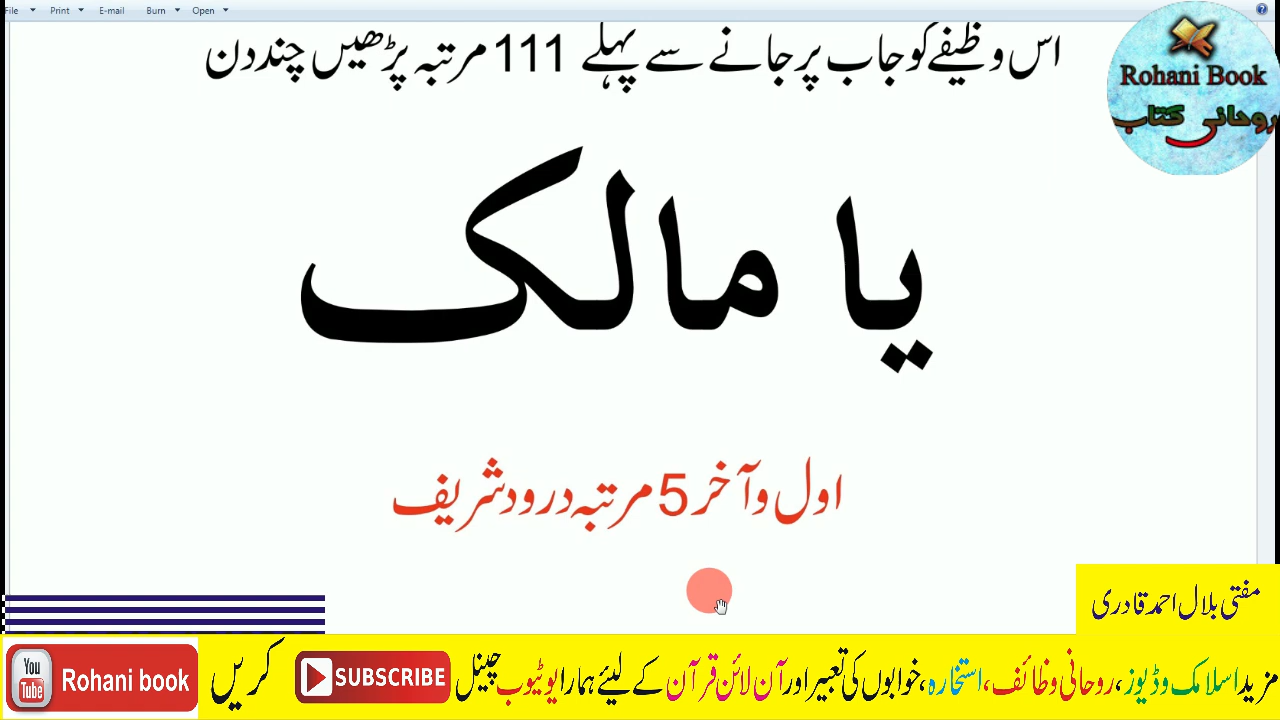 File Print E-mail Burn Open
اس وظیفے کو جاب پر جانے سے پہلے 111 مرتبہ پڑھیں چند دن
Rohani Book
روحانی کتاب
یا مالک
اول و آخر 5 مرتبہ درود شریف
مفتی بلال احمد قادری
مزید اسلامک وڈیوز، روحانی وظائف، استخارہ، خوابوں کی تعبیر اور آن لائن قرآن کے لیئے ہمارا یوٹیوب چینل SUBSCRIBE کریں
You Tube Rohani book